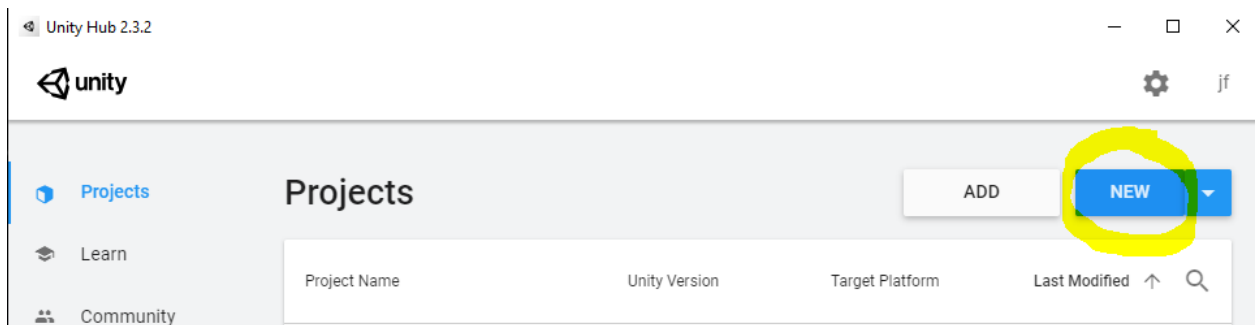 Unity Hub 2.3.2
unity
jf
Projects
Projects
ADD
NEW
Learn
Project Name
Unity Version
Target Platform
Last Modified
Community